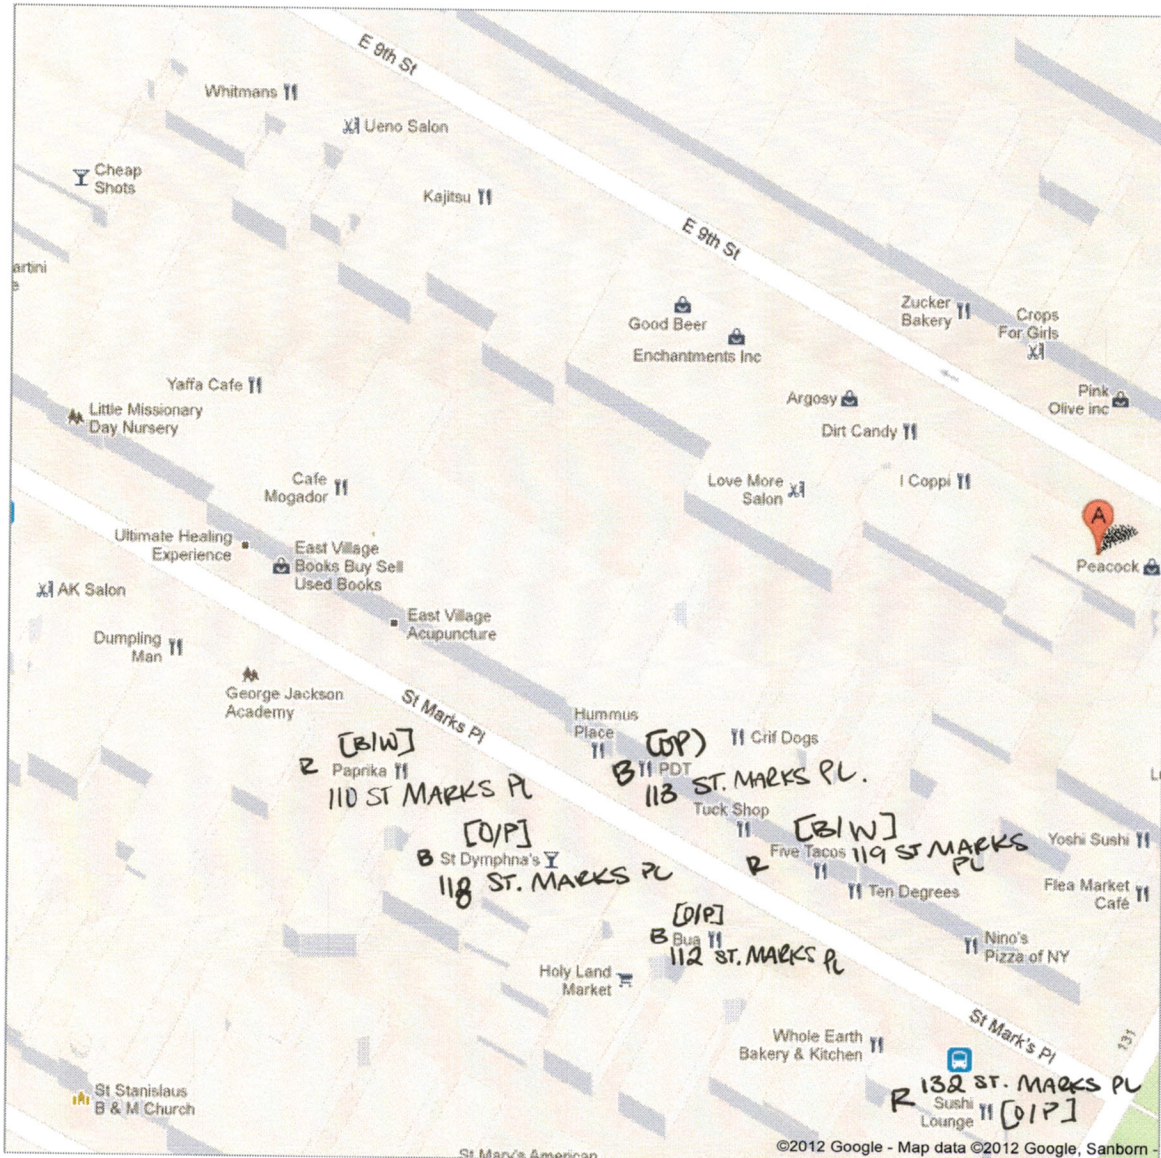 E 9th St
Whitmans
Ueno Salon
Cheap
Shots
Kajitsu
E 9th St
artini
e
Zucker
Bakery
Crops
For Girls
Good Beer
Enchantments Inc
Yaffa Cafe
Little Missionary
Day Nursery
Argosy
Pink
Olive inc
Dirt Candy
Cafe
Mogador
Love More
Salon
I Coppi
A
Peacock
Ultimate Healing
Experience
East Village
Books Buy Sell
Used Books
AK Salon
East Village
Acupuncture
Dumpling
Man
George Jackson
Academy
St Marks Pl
Hummus
Place
[B/W]
R Paprika
110 ST MARKS PL
[OP)
Crif Dogs
B PDT
113 ST. MARKS PL.
Tuck Shop
[O/P]
B St Dymphna's
118 ST. MARKS PL
[B/W]
R Five Tacos 119 ST MARKS
PL
Yoshi Sushi
Ten Degrees
Flea Market
Café
[O/P]
B Bua
112 ST. MARKS PL
Nino's
Pizza of NY
Holy Land
Market
St Mark's Pl
131
Whole Earth
Bakery & Kitchen
132 ST. MARKS PL
R Sushi
Lounge [O/P]
St Stanislaus
B & M Church
St Mary's American
©2012 Google - Map data ©2012 Google, Sanborn -